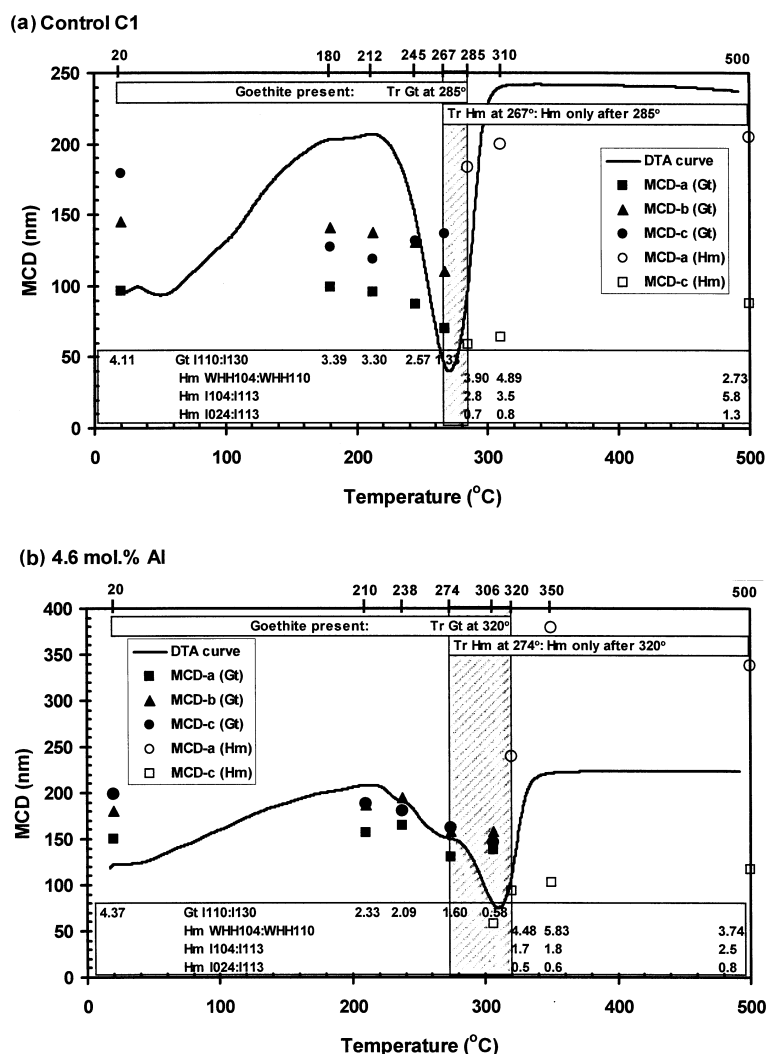 (a) Control C1
20 180 212 245 267 285 310 500
250
Goethite present: Tr Gt at 285º
Tr Hm at 267º: Hm only after 285º
200
DTA curve
MCD-a (Gt)
MCD-b (Gt)
MCD-c (Gt)
MCD-a (Hm)
MCD-c (Hm)
150
MCD (nm)
100
50
4.11 Gt I110:I130 3.39 3.30 2.57
Hm WHH104:WHH110 3.90 4.89 2.73
Hm I104:I113 2.8 3.5 5.8
Hm I024:I113 0.7 0.8 1.3
0
0 100 200 300 400 500
Temperature (°C)
(b) 4.6 mol.% Al
20 210 238 274 306 320 350 500
400
Goethite present: Tr Gt at 320º
Tr Hm at 274º: Hm only after 320º
350
DTA curve
MCD-a (Gt)
MCD-b (Gt)
MCD-c (Gt)
MCD-a (Hm)
MCD-c (Hm)
300
250
200
MCD (nm)
150
100
4.37 Gt I110:I130 2.33 2.09 1.60 0.58
50
Hm WHH104:WHH110 4.48 5.83 3.74
Hm I104:I113 1.7 1.8 2.5
Hm I024:I113 0.5 0.6 0.8
0
0 100 200 300 400 500
Temperature (°C)